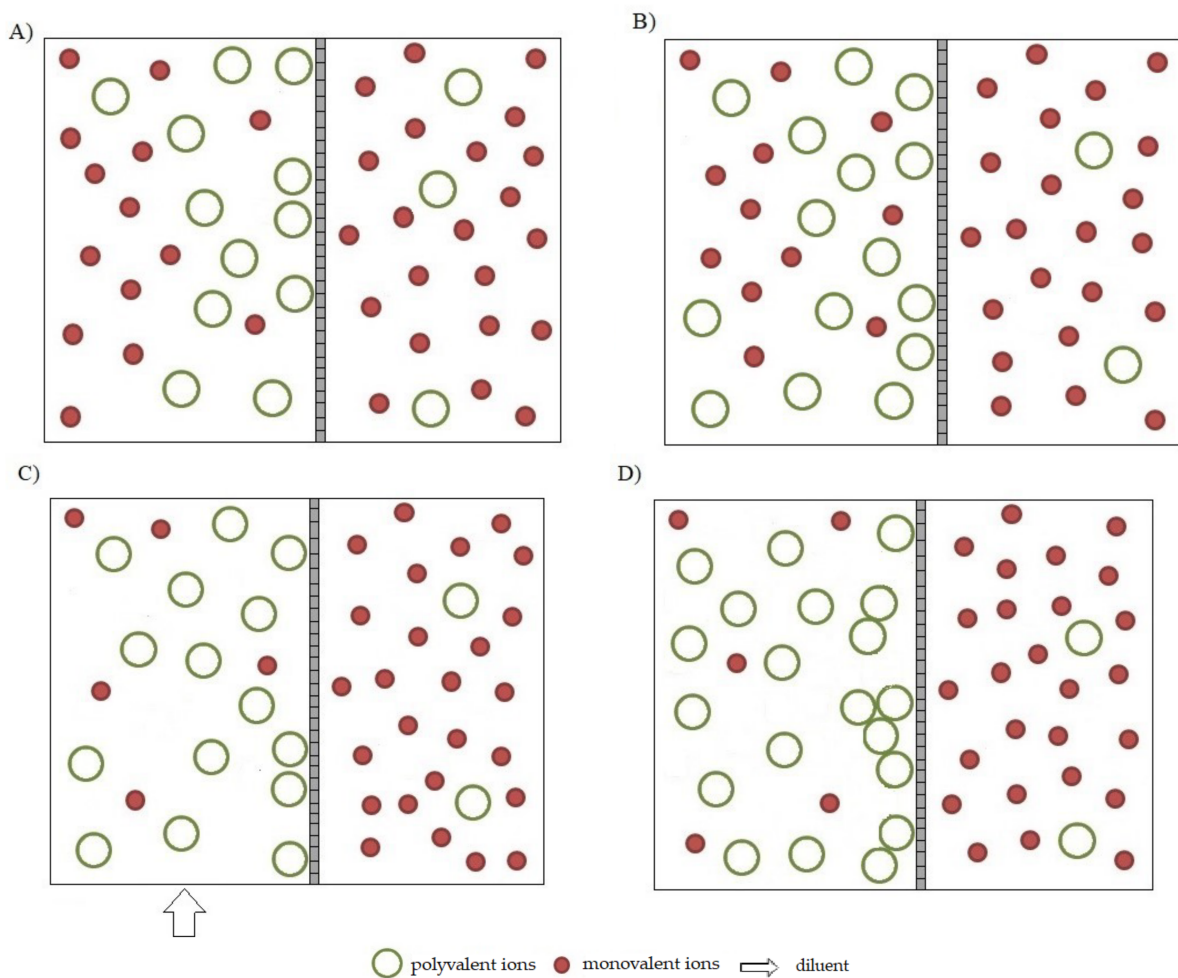 A)
B)
C)
D)
polyvalent ions
monovalent ions
diluent